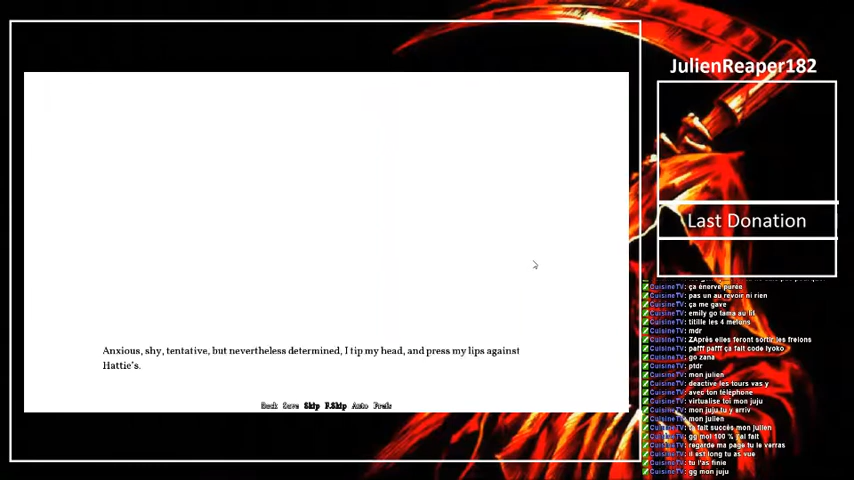 JulienReaper182
Last Donation
CuisineTV: ça énerve purée
CuisineTV: pas un au revoir ni rien
CuisineTV: ça me gave
CuisineTV: emily go tama au lit
CuisineTV: titille les 4 melons
CuisineTV: mdr
CuisineTV: ZAprès elles feront sortir les frelons
CuisineTV: pafff pafff ça fait code lyoko
CuisineTV: go zana
CuisineTV: ptdr
CuisineTV: mon julien
CuisineTV: deactive les tours vas y
CuisineTV: avec ton téléphone
CuisineTV: virtualise toi mon juju
CuisineTV: mon juju tu y arriv
CuisineTV: mon julien
CuisineTV: ta fait succés mon julien
CuisineTV: gg moi 100 % j'ai fait
CuisineTV: regarde ma page tu le verras
CuisineTV: il est long tu as vue
CuisineTV: tu l'as finie
CuisineTV: gg mon juju
Anxious, shy, tentative, but nevertheless determined, I tip my head, and press my lips against
Hattie's.
Back Save Skip F.Skip Auto Prefs